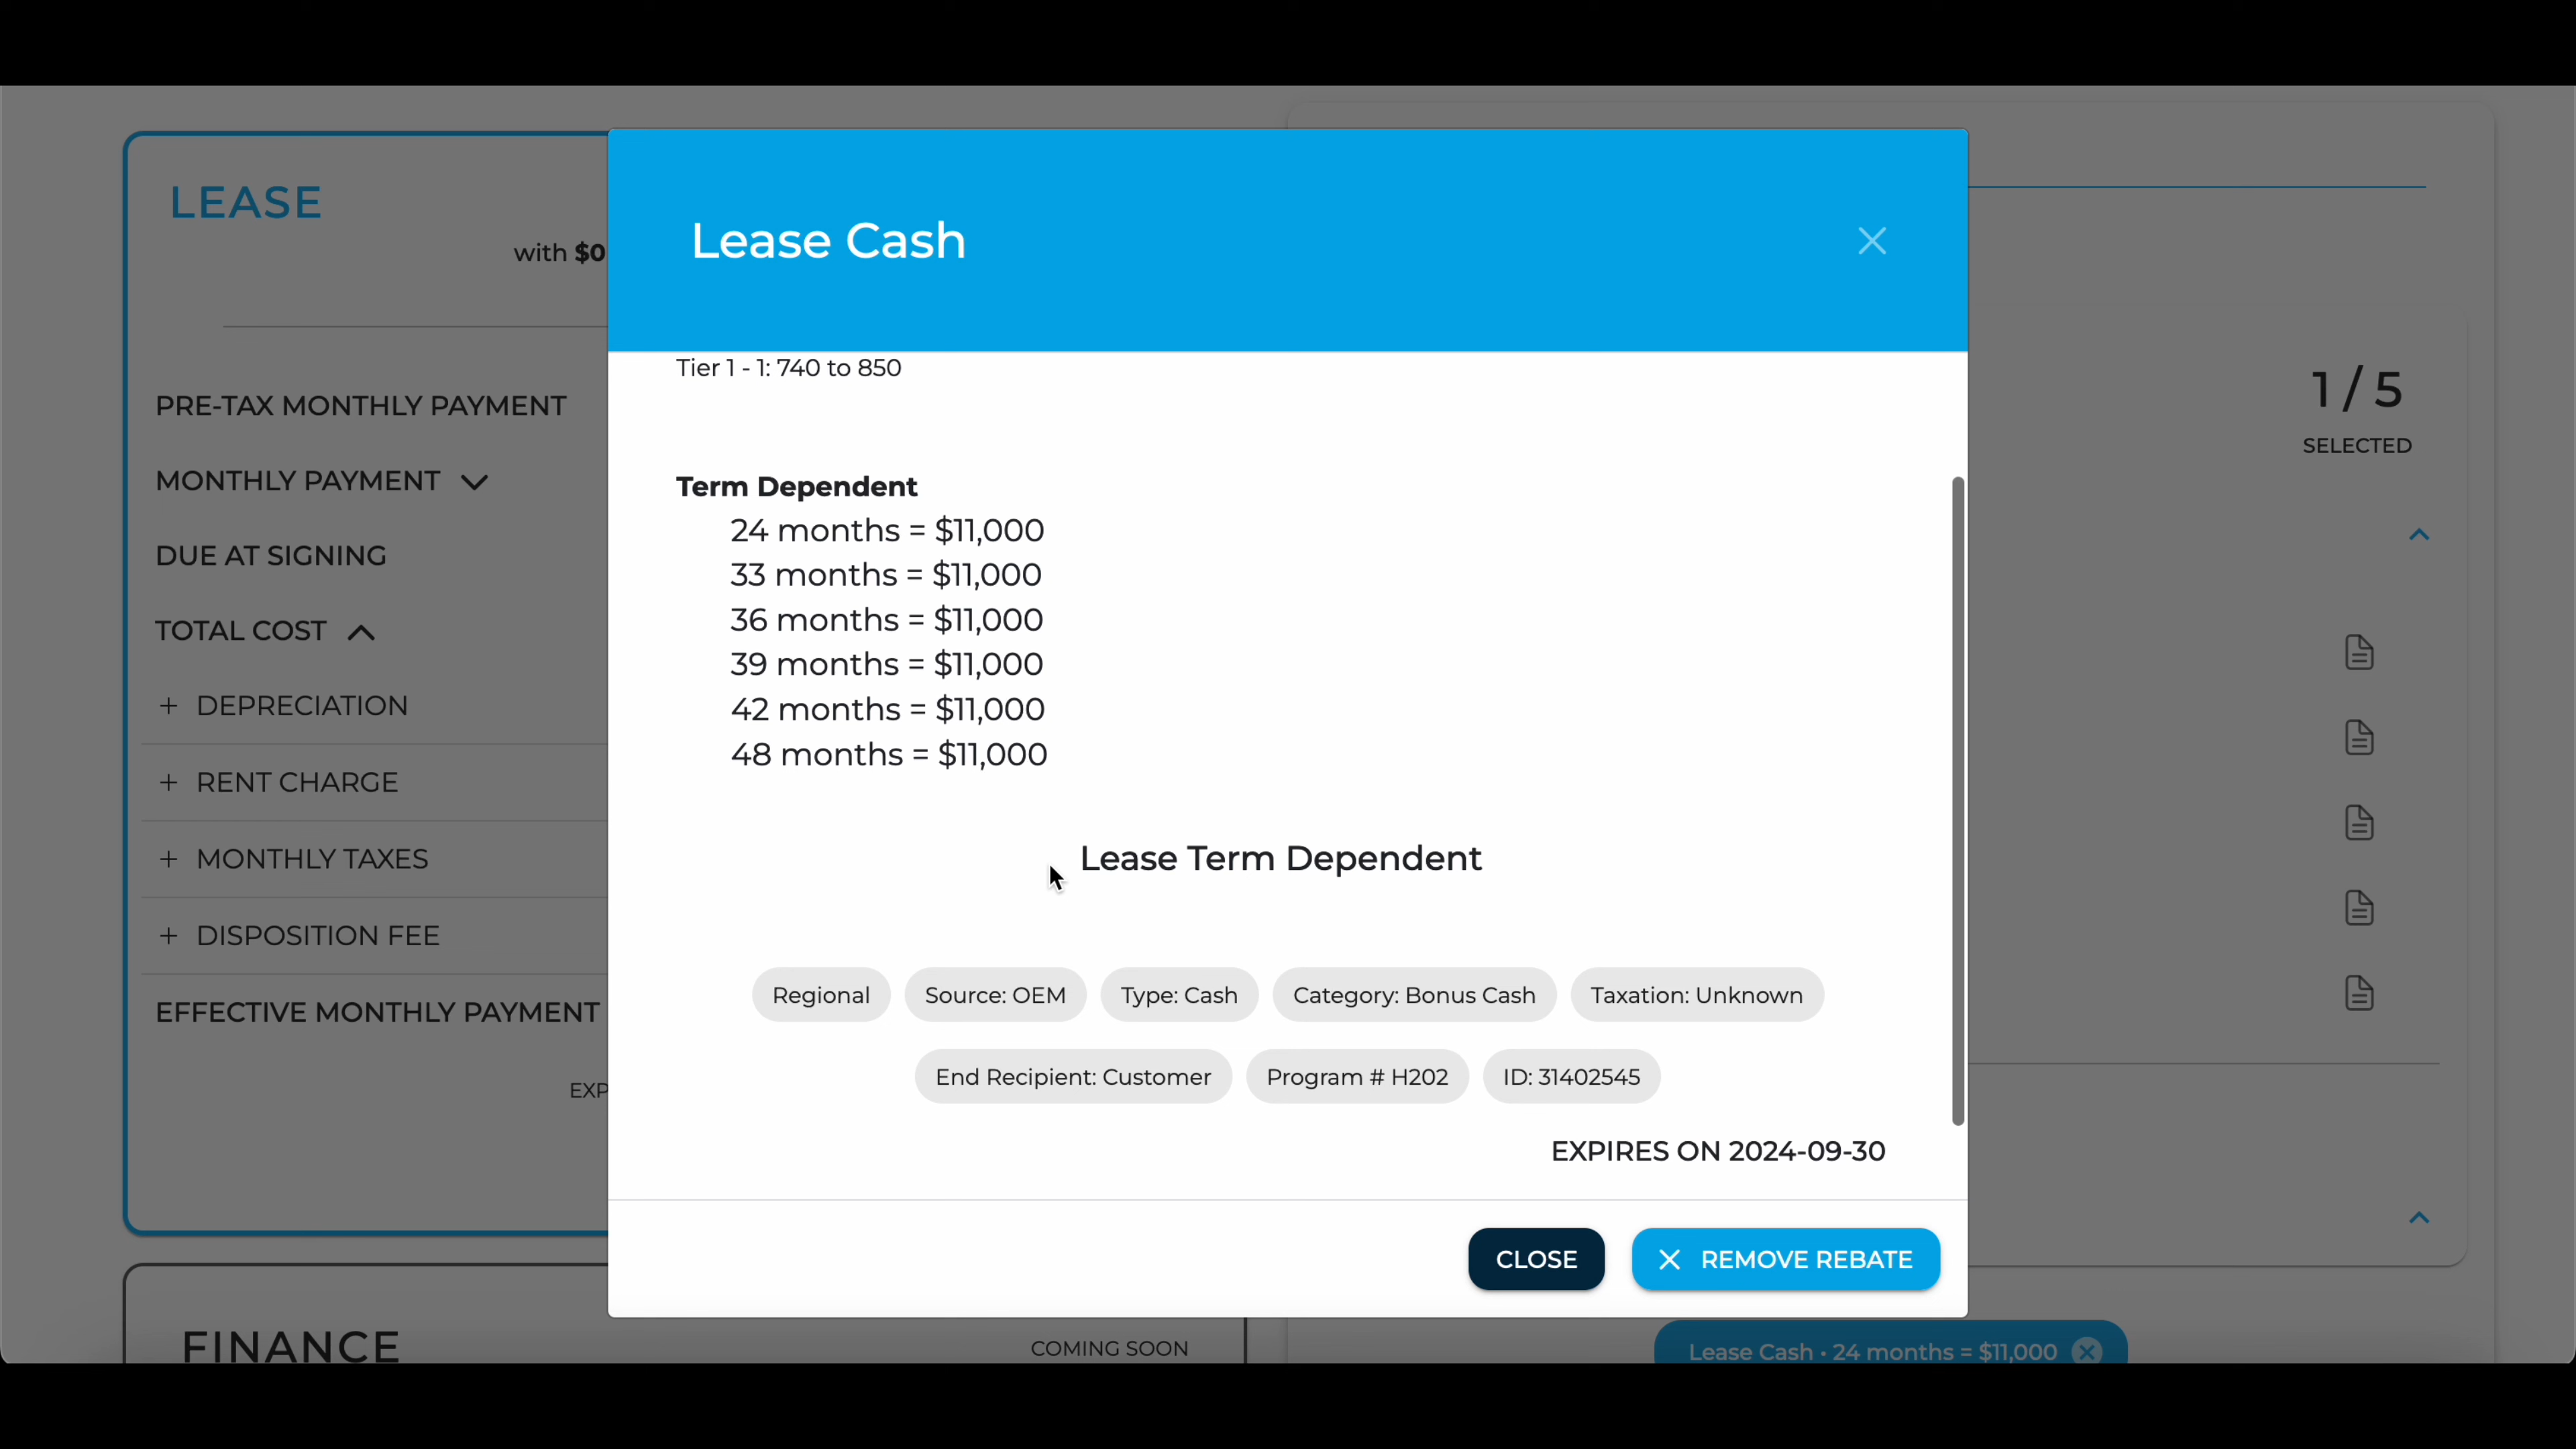 LEASE
with $0
PRE-TAX MONTHLY PAYMENT
MONTHLY PAYMENT
DUE AT SIGNING
TOTAL COST
+ DEPRECIATION
+ RENT CHARGE
+ MONTHLY TAXES
+ DISPOSITION FEE
EFFECTIVE MONTHLY PAYMENT
EXP
FINANCE
COMING SOON
Lease Cash
Tier 1 - 1: 740 to 850
Term Dependent
24 months = $11,000
33 months = $11,000
36 months = $11,000
39 months = $11,000
42 months = $11,000
48 months = $11,000
Lease Term Dependent
Regional
Source: OEM
Type: Cash
Category: Bonus Cash
Taxation: Unknown
End Recipient: Customer
Program # H202
ID: 31402545
EXPIRES ON 2024-09-30
CLOSE
REMOVE REBATE
1 / 5
SELECTED
Lease Cash • 24 months = $11,000